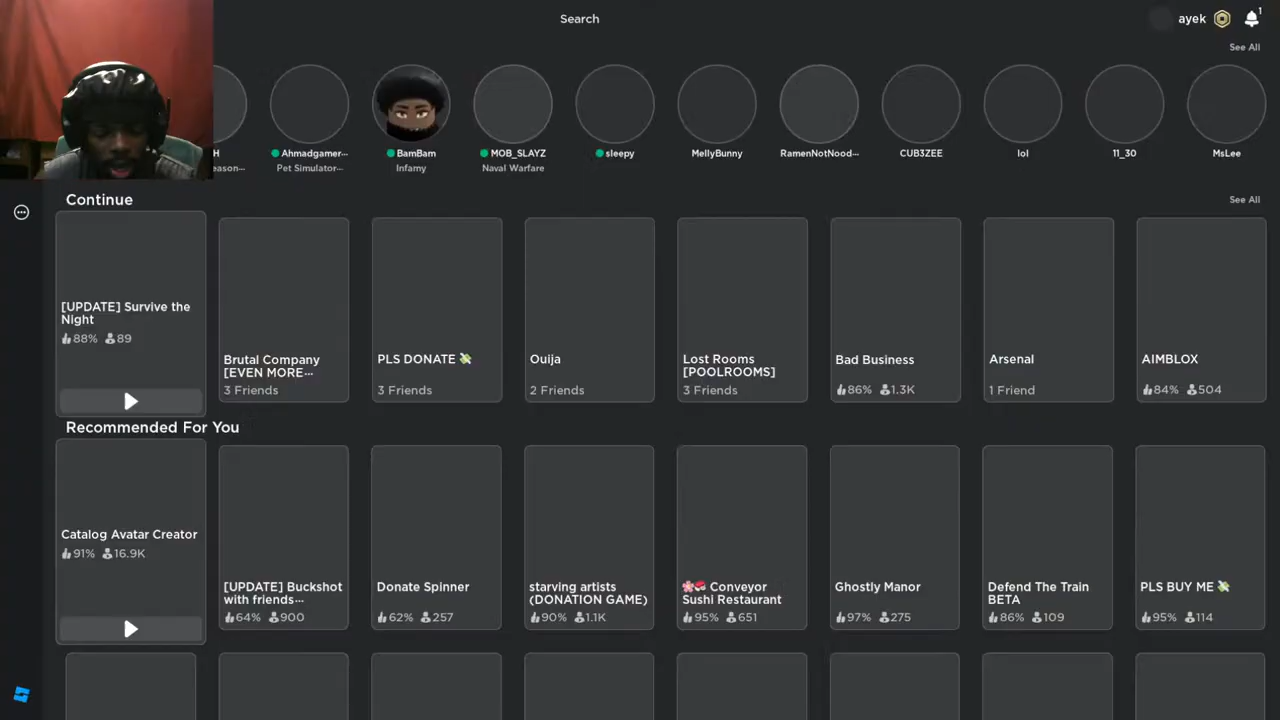 Search
ayek
1
See All
H
Ahmadgamer···
BamBam
MOB_SLAYZ
sleepy
MellyBunny
RamenNotNood···
CUB3ZEE
lol
11_30
MsLee
eason···
Pet Simulator···
Infamy
Naval Warfare
Continue
See All
[UPDATE] Survive the
Night
88% 89
Brutal Company
[EVEN MORE···
3 Friends
PLS DONATE 💸
3 Friends
Ouija
2 Friends
Lost Rooms
[POOLROOMS]
3 Friends
Bad Business
86% 1.3K
Arsenal
1 Friend
AIMBLOX
84% 504
Recommended For You
Catalog Avatar Creator
91% 16.9K
[UPDATE] Buckshot
with friends···
64% 900
Donate Spinner
62% 257
starving artists
(DONATION GAME)
90% 1.1K
🌸🍣 Conveyor
Sushi Restaurant
95% 651
Ghostly Manor
97% 275
Defend The Train
BETA
86% 109
PLS BUY ME 💸
95% 114